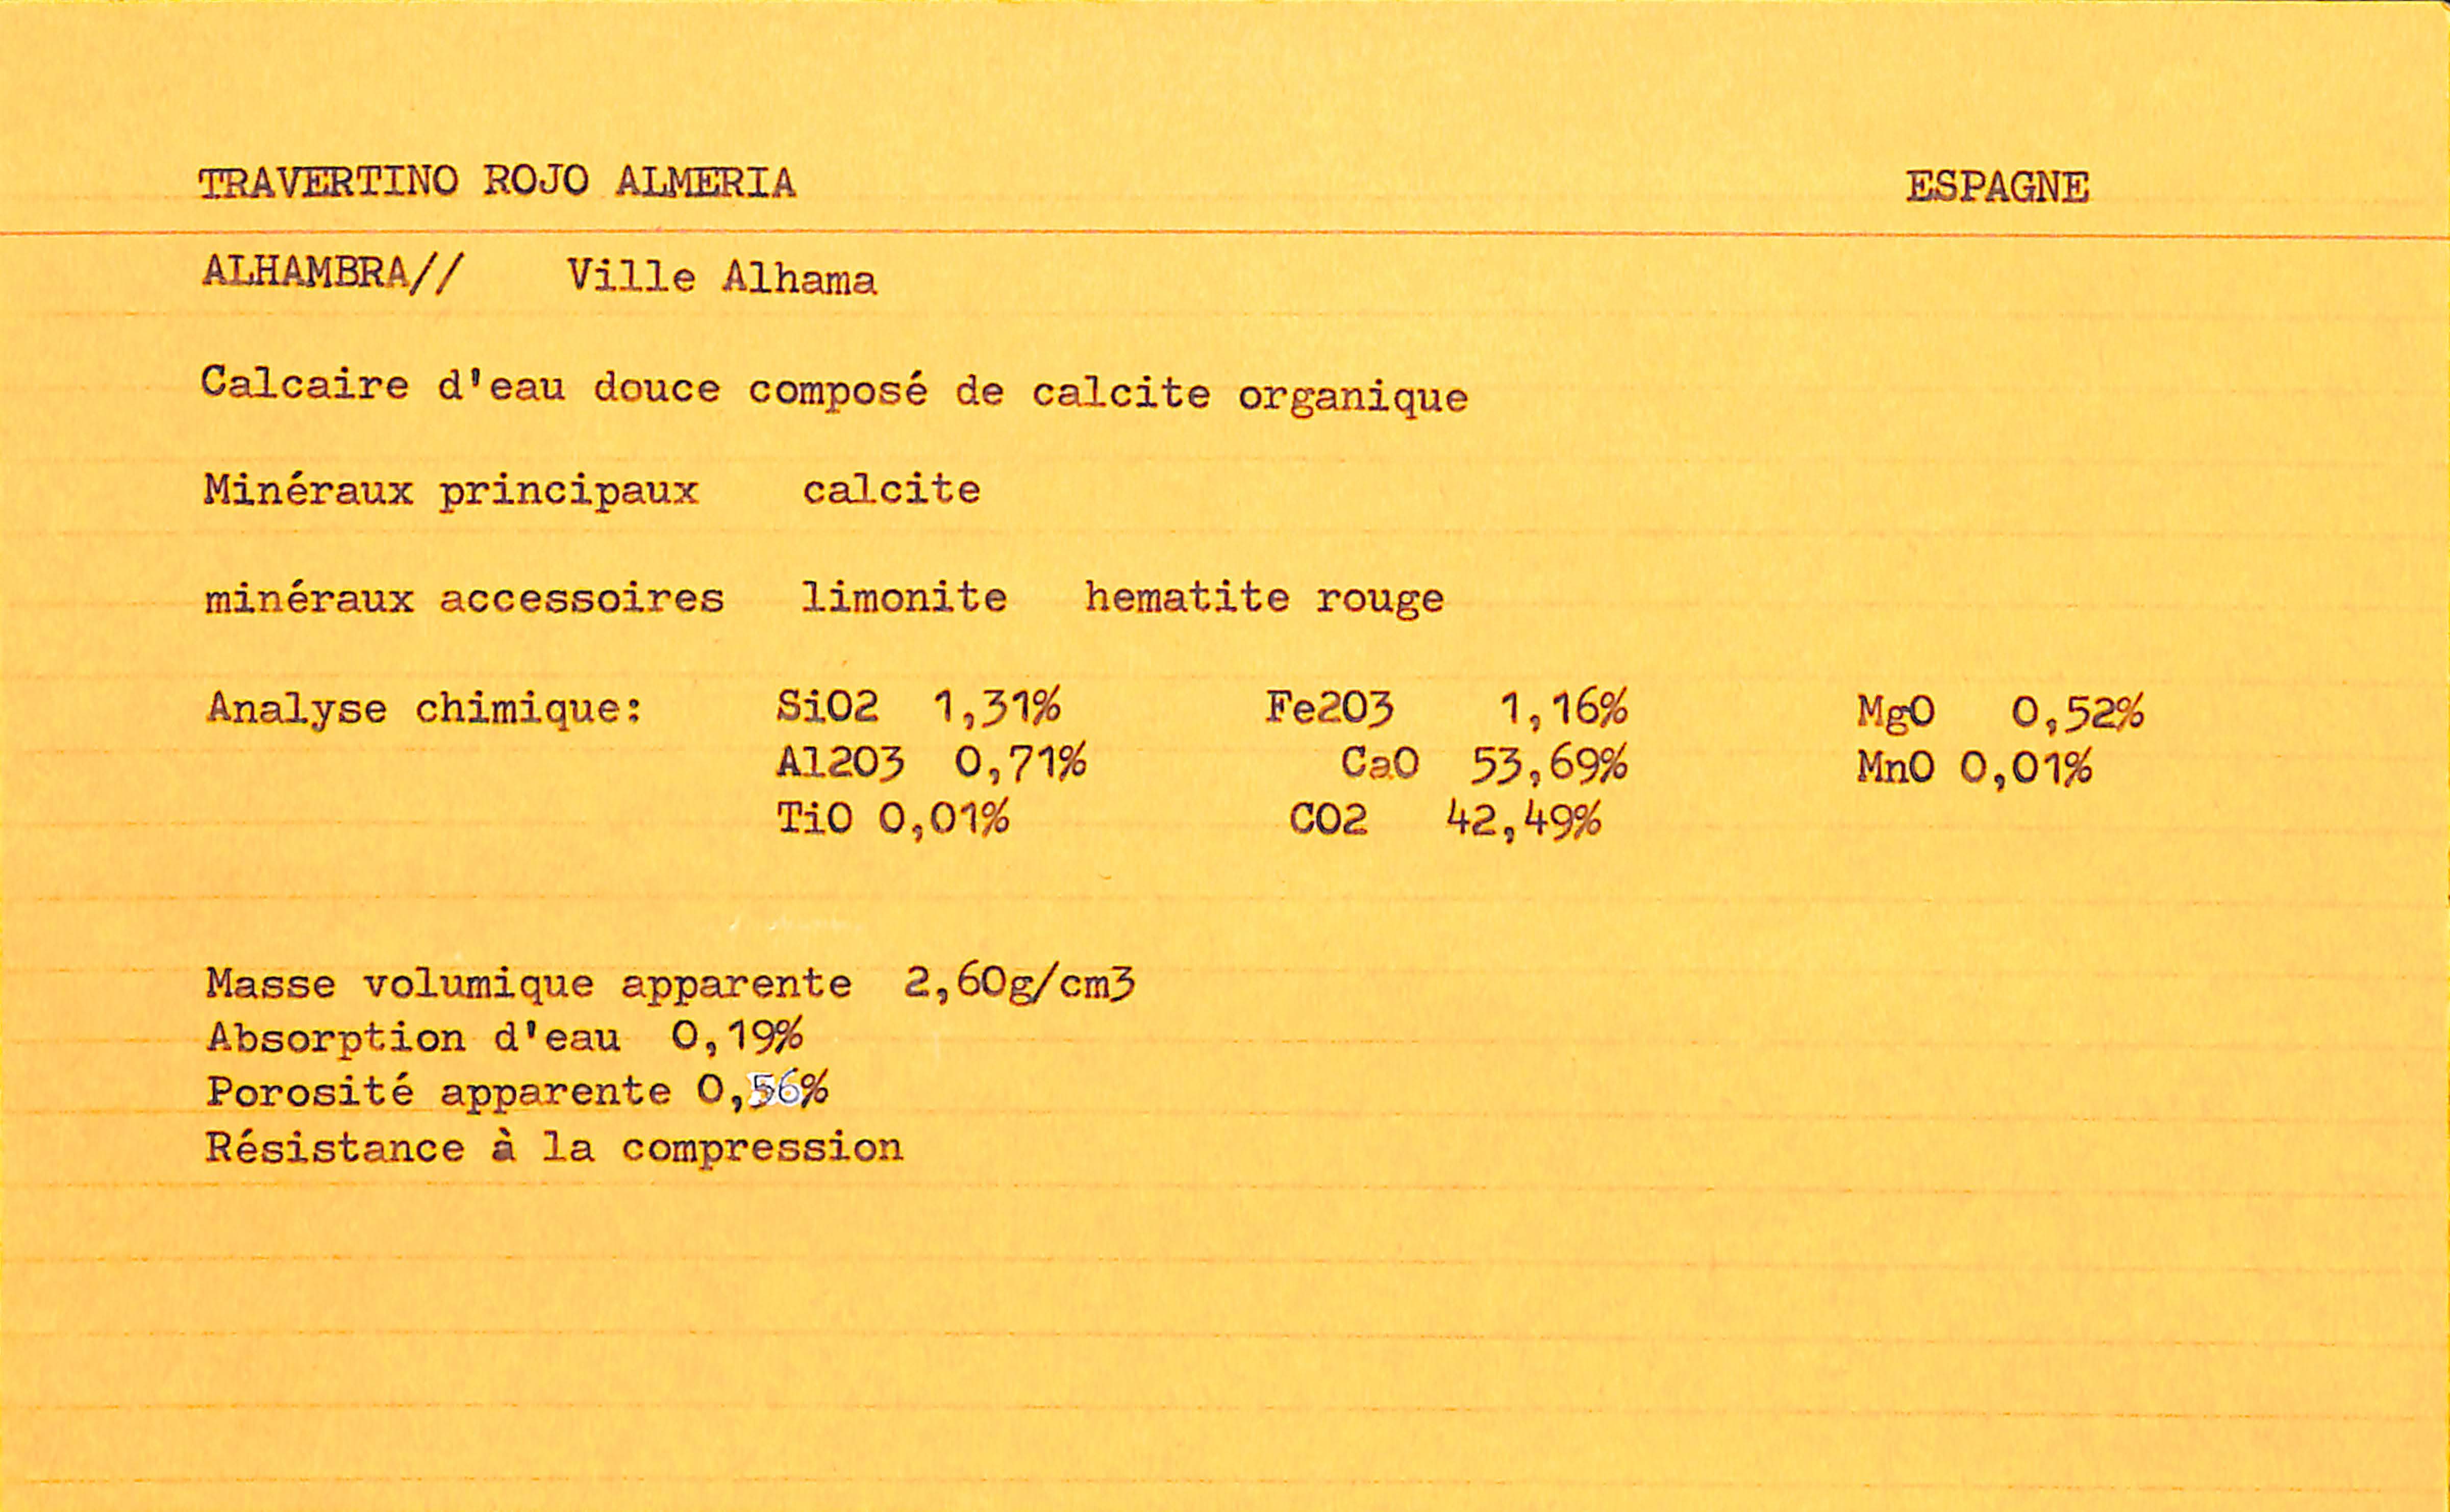 TRAVERTINO ROJO ALMERIA ESPAGNE
ALHAMBRA// Ville Alhama
Calcaire d'eau douce composé de calcite organique
Minéraux principaux calcite
minéraux accessoires limonite hematite rouge
Analyse chimique: SiO2 1,31% Fe2O3 1,16% MgO 0,52%
Al2O3 0,71% CaO 53,69% MnO 0,01%
TiO 0,01% CO2 42,49%
Masse volumique apparente 2,60g/cm3
Absorption d'eau 0,19%
Porosité apparente 0,56%
Résistance à la compression